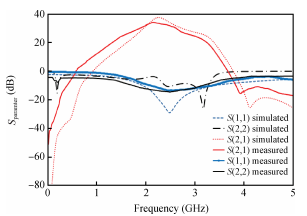 40
20
0
−20
−40
−60
−80
S_parameter (dB)
S(1,1) simulated
S(2,2) simulated
S(2,1) simulated
S(2,1) measured
S(1,1) measured
S(2,2) measured
0 1 2 3 4 5
Frequency (GHz)